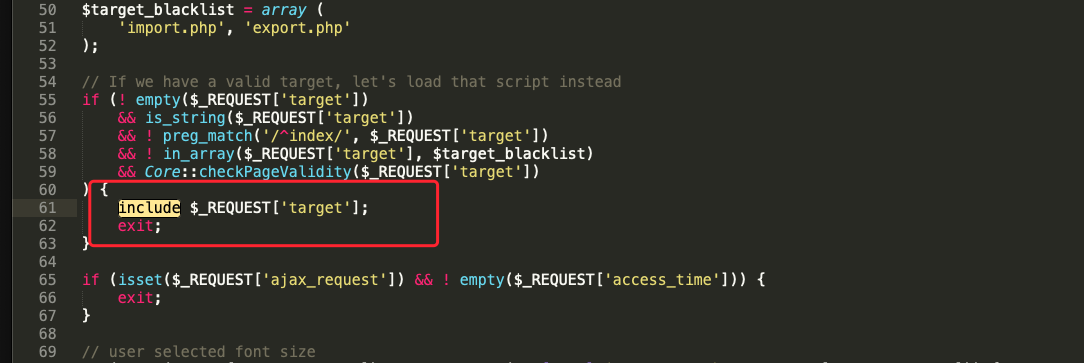 50 $target_blacklist = array (
51     'import.php', 'export.php'
52 );
53
54 // If we have a valid target, let's load that script instead
55 if (! empty($_REQUEST['target'])
56     && is_string($_REQUEST['target'])
57     && ! preg_match('/^index/', $_REQUEST['target'])
58     && ! in_array($_REQUEST['target'], $target_blacklist)
59     && Core::checkPageValidity($_REQUEST['target'])
60 ) {
61     include $_REQUEST['target'];
62     exit;
63 }
64
65 if (isset($_REQUEST['ajax_request']) && ! empty($_REQUEST['access_time'])) {
66     exit;
67 }
68
69 // user selected font size